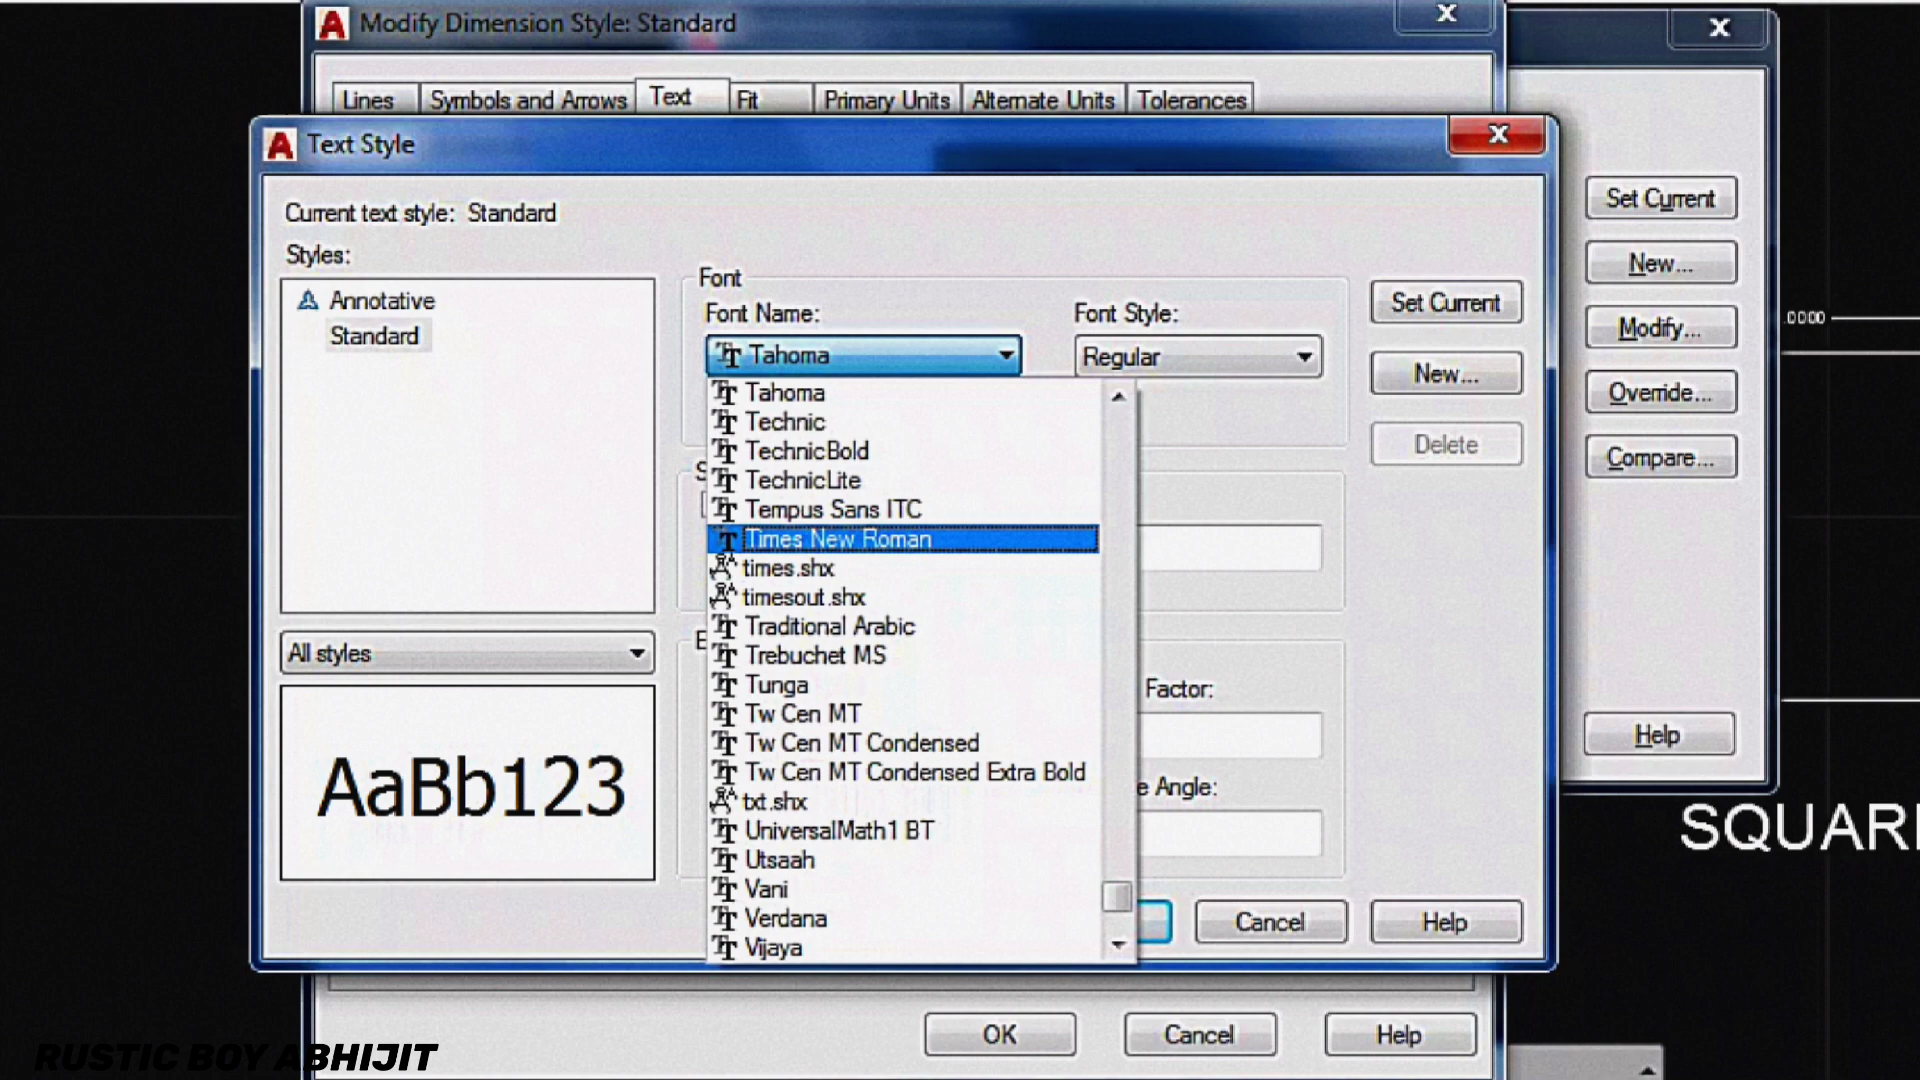 Modify Dimension Style: Standard
Lines Symbols and Arrows Text Fit Primary Units Alternate Units Tolerances
Text Style
Current text style: Standard
Styles:
Annotative
Standard
All styles
AaBb123
Font
Font Name:
Tahoma
Font Style:
Regular
Tahoma
Technic
TechnicBold
TechnicLite
Tempus Sans ITC
Times New Roman
times.shx
timesout.shx
Traditional Arabic
Trebuchet MS
Tunga
Tw Cen MT
Tw Cen MT Condensed
Tw Cen MT Condensed Extra Bold
txt.shx
UniversalMath1 BT
Utsaah
Vani
Verdana
Vijaya
Factor:
e Angle:
Set Current
New...
Delete
Cancel
Help
Set Current
New...
Modify...
Override...
Compare...
Help
.0000
SQUAR
OK
Cancel
Help
RUSTIC BOY ABHIJIT